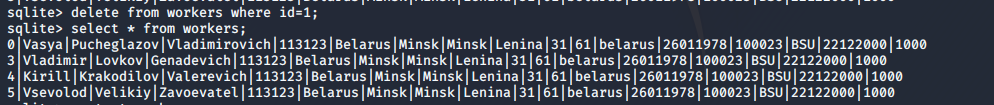 sqlite> delete from workers where id=1;
sqlite> select * from workers;
0|Vasya|Pucheglazov|Vladimirovich|113123|Belarus|Minsk|Minsk|Lenina|31|61|belarus|26011978|100023|BSU|22122000|1000
3|Vladimir|Lovkov|Genadevich|113123|Belarus|Minsk|Minsk|Lenina|31|61|belarus|26011978|100023|BSU|22122000|1000
4|Kirill|Krakodilov|Valerevich|113123|Belarus|Minsk|Minsk|Lenina|31|61|belarus|26011978|100023|BSU|22122000|1000
5|Vsevolod|Velikiy|Zavoevatel|113123|Belarus|Minsk|Minsk|Lenina|31|61|belarus|26011978|100023|BSU|22122000|1000